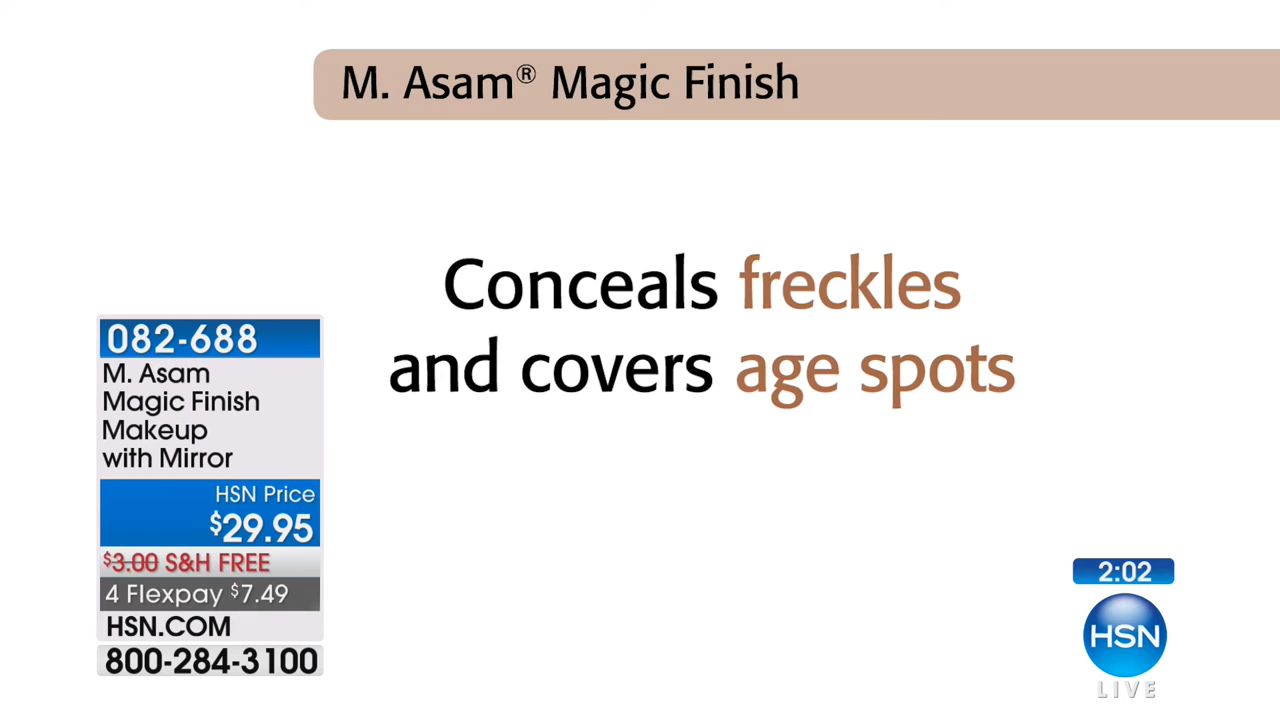 M. Asam® Magic Finish
Conceals freckles
and covers age spots
082-688
M. Asam
Magic Finish
Makeup
with Mirror
HSN Price
$29.95
$3.00 S&H FREE
4 Flexpay $7.49
HSN.COM
800-284-3100
2:02
HSN
LIVE